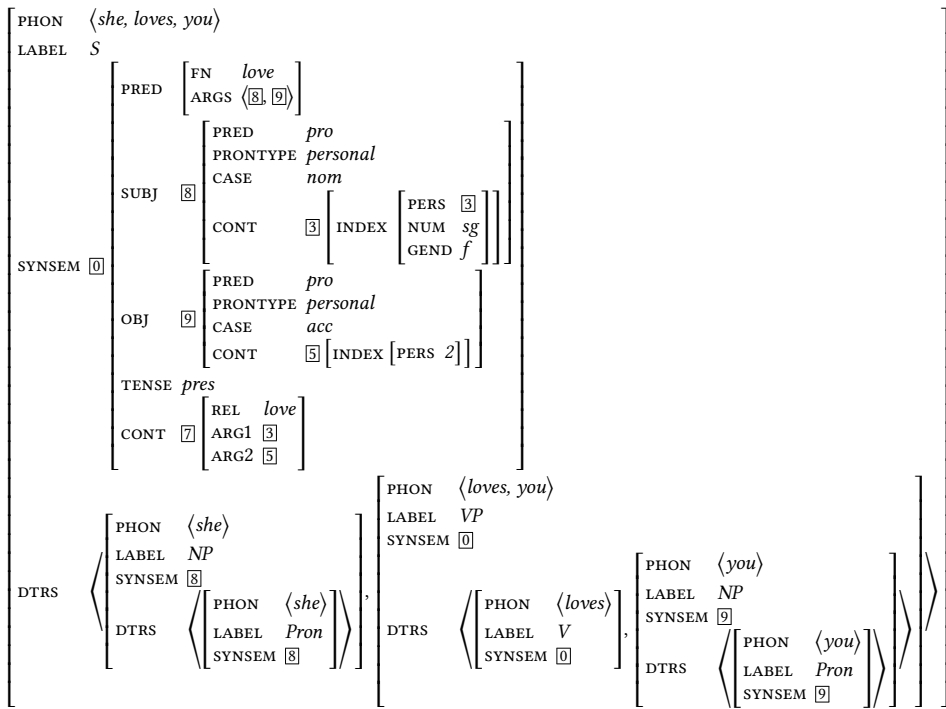 PHON ⟨she, loves, you⟩
LABEL S
PRED [FN love
ARGS ⟨[8], [9]⟩]
SUBJ [8] [PRED pro
PRONTYPE personal
CASE nom
CONT [3] [INDEX [PERS [3]
NUM sg
GEND f]]]
SYNSEM [0]
OBJ [9] [PRED pro
PRONTYPE personal
CASE acc
CONT [5] [INDEX [PERS 2]]]
TENSE pres
CONT [7] [REL love
ARG1 [3]
ARG2 [5]]
DTRS ⟨[PHON ⟨she⟩
LABEL NP
SYNSEM [8]
DTRS ⟨[PHON ⟨she⟩
LABEL Pron
SYNSEM [8]]⟩],
[PHON ⟨loves, you⟩
LABEL VP
SYNSEM [0]
DTRS ⟨[PHON ⟨loves⟩
LABEL V
SYNSEM [0]],
[PHON ⟨you⟩
LABEL NP
SYNSEM [9]
DTRS ⟨[PHON ⟨you⟩
LABEL Pron
SYNSEM [9]]⟩]⟩]⟩